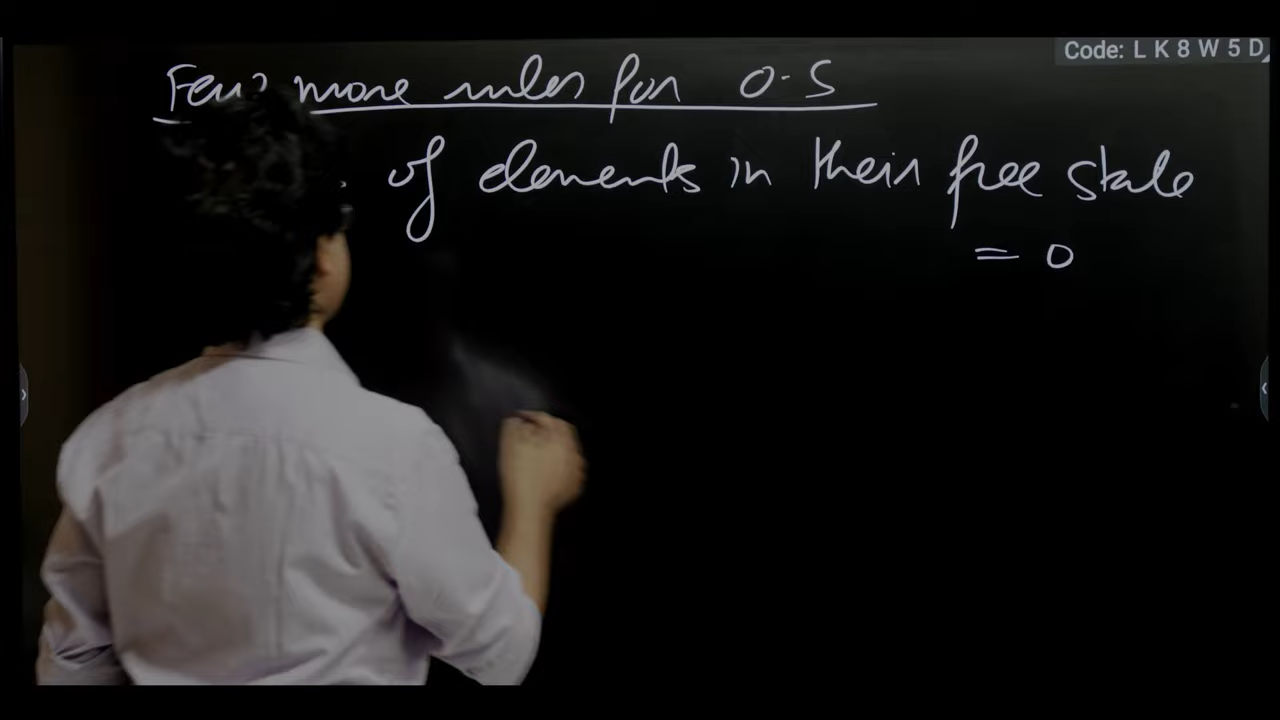 Code: L K 8 W 5 D
Few more rules for O.S
of elements in their free state
= 0